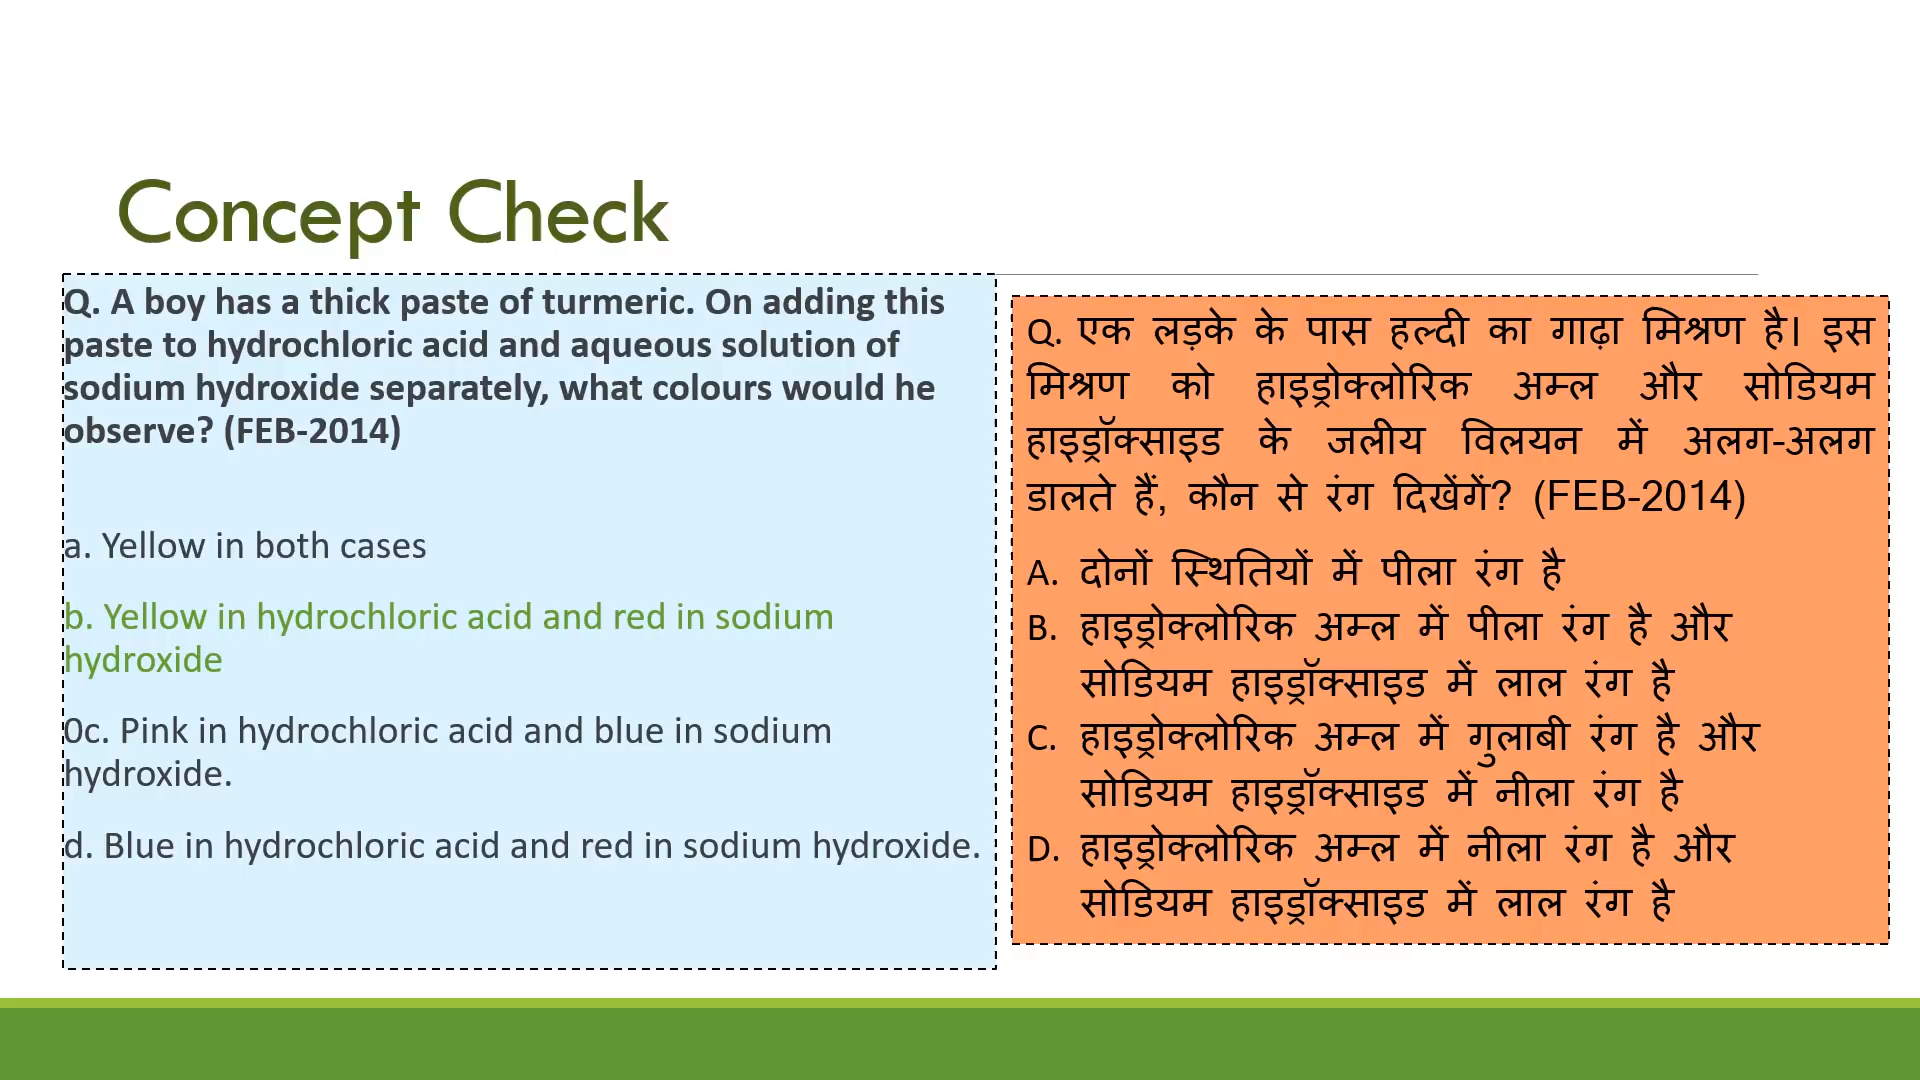 Concept Check
Q. A boy has a thick paste of turmeric. On adding this
paste to hydrochloric acid and aqueous solution of
sodium hydroxide separately, what colours would he
observe? (FEB-2014)
a. Yellow in both cases
b. Yellow in hydrochloric acid and red in sodium
hydroxide
0c. Pink in hydrochloric acid and blue in sodium
hydroxide.
d. Blue in hydrochloric acid and red in sodium hydroxide.
Q. एक लड़के के पास हल्दी का गाढ़ा मिश्रण है। इस
मिश्रण को हाइड्रोक्लोरिक अम्ल और सोडियम
हाइड्रॉक्साइड के जलीय विलयन में अलग-अलग
डालते हैं, कौन से रंग दिखेंगें? (FEB-2014)
A. दोनों स्थितियों में पीला रंग है
B. हाइड्रोक्लोरिक अम्ल में पीला रंग है और
सोडियम हाइड्रॉक्साइड में लाल रंग है
C. हाइड्रोक्लोरिक अम्ल में गुलाबी रंग है और
सोडियम हाइड्रॉक्साइड में नीला रंग है
D. हाइड्रोक्लोरिक अम्ल में नीला रंग है और
सोडियम हाइड्रॉक्साइड में लाल रंग है